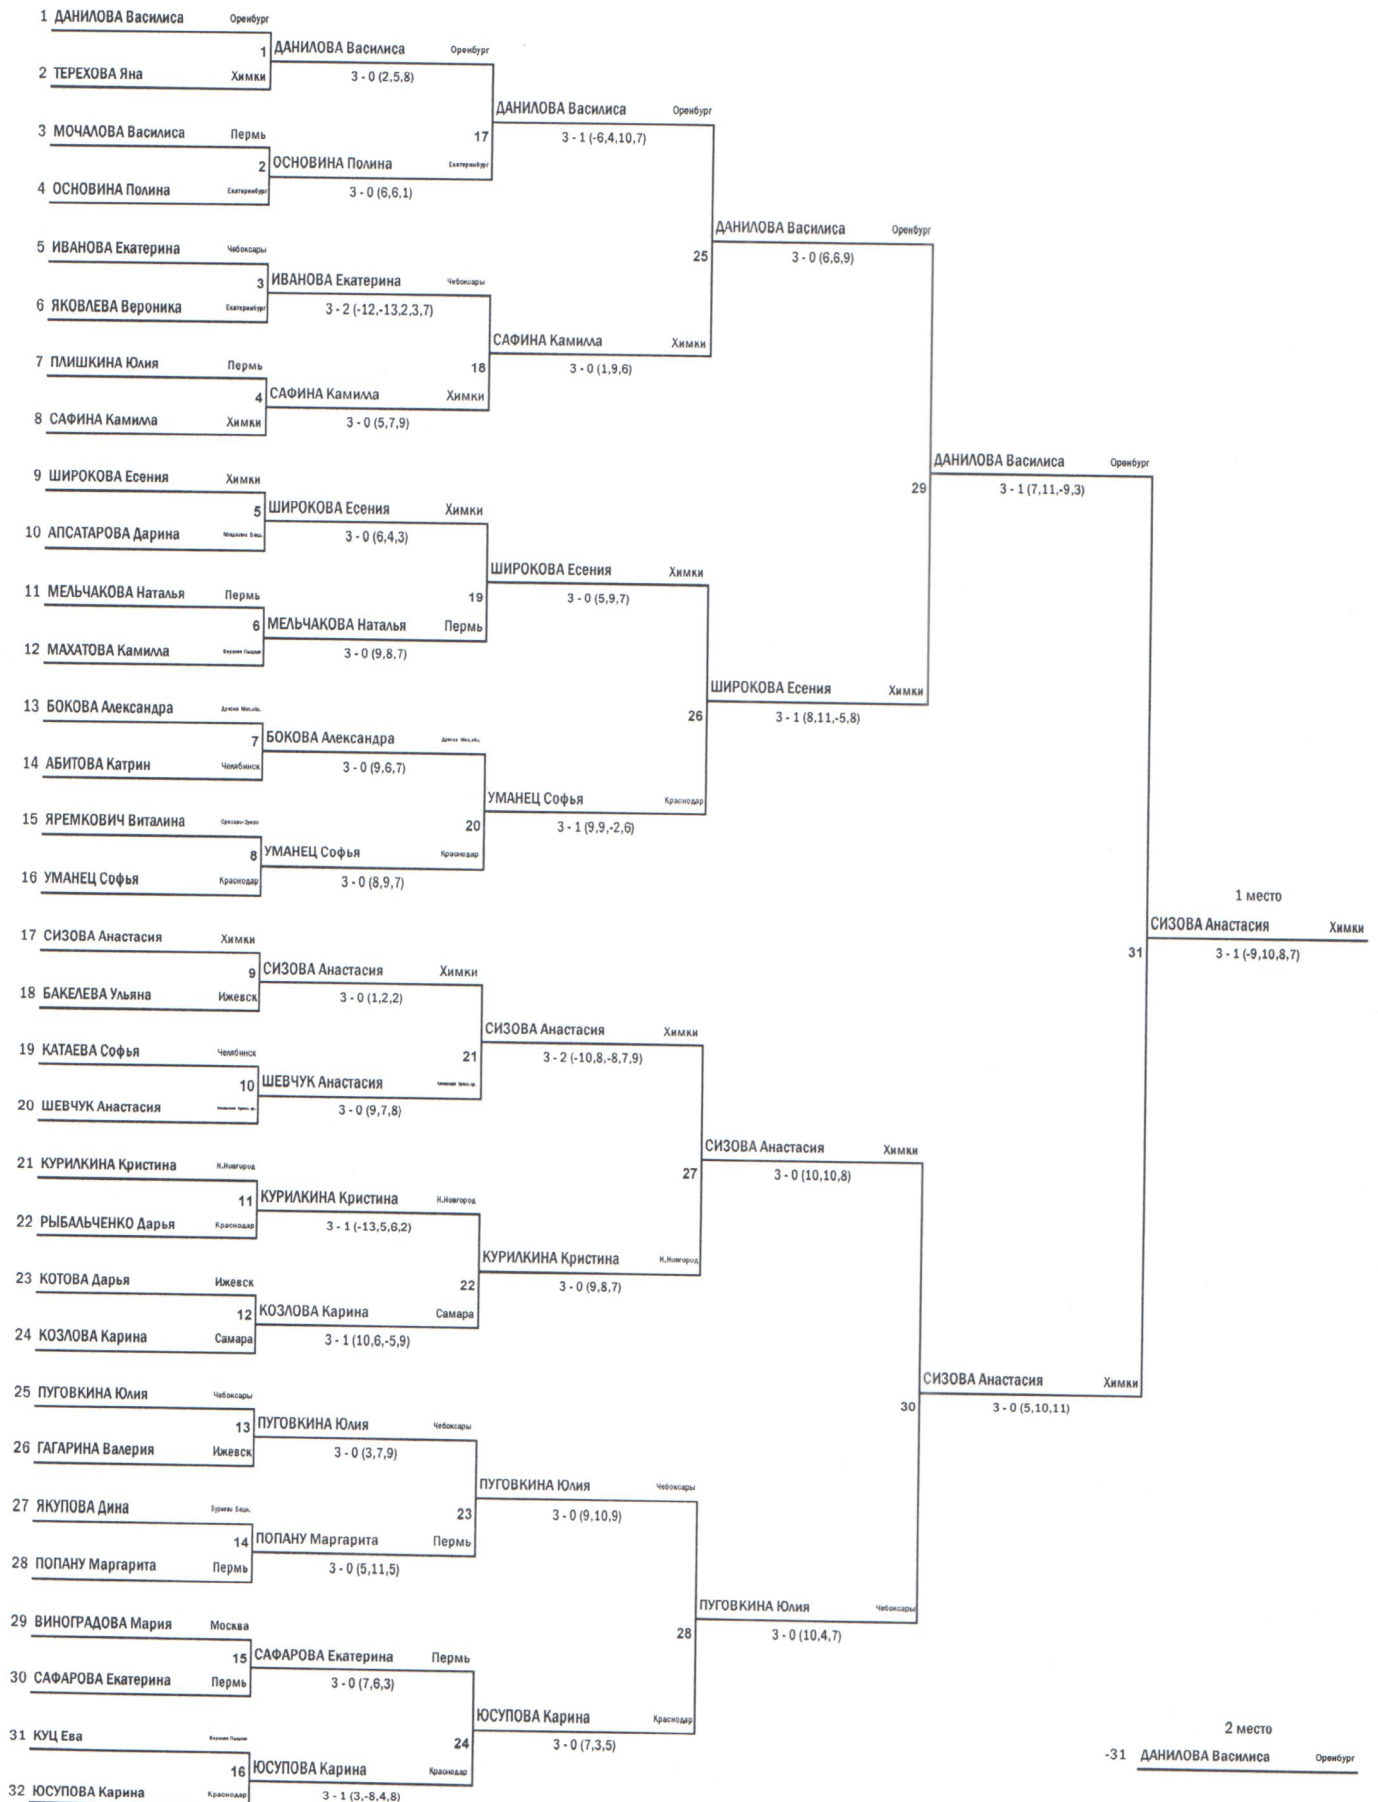 1 ДАНИЛОВА Василиса Оренбург
1 ДАНИЛОВА Василиса Оренбург
2 ТЕРЕХОВА Яна Химки
3 - 0 (2,5,8)
ДАНИЛОВА Василиса Оренбург
3 МОЧАЛОВА Василиса Пермь
17 3 - 1 (-6,4,10,7)
2 ОСНОВИНА Полина Екатеринбург
4 ОСНОВИНА Полина Екатеринбург
3 - 0 (6,6,1)
ДАНИЛОВА Василиса Оренбург
5 ИВАНОВА Екатерина Чебоксары
25 3 - 0 (6,6,9)
3 ИВАНОВА Екатерина Чебоксары
6 ЯКОВЛЕВА Вероника Екатеринбург
3 - 2 (-12,-13,2,3,7)
САФИНА Камилла Химки
7 ПЛИШКИНА Юлия Пермь
18 3 - 0 (1,9,6)
4 САФИНА Камилла Химки
8 САФИНА Камилла Химки
3 - 0 (5,7,9)
ДАНИЛОВА Василиса Оренбург
9 ШИРОКОВА Есения Химки
29 3 - 1 (7,11,-9,3)
5 ШИРОКОВА Есения Химки
10 АПСАТАРОВА Дарина
3 - 0 (6,4,3)
ШИРОКОВА Есения Химки
11 МЕЛЬЧАКОВА Наталья Пермь
19 3 - 0 (5,9,7)
6 МЕЛЬЧАКОВА Наталья Пермь
12 МАХАТОВА Камилла
3 - 0 (9,8,7)
ШИРОКОВА Есения Химки
13 БОКОВА Александра
26 3 - 1 (8,11,-5,8)
7 БОКОВА Александра
14 АБИТОВА Катрин Челябинск
3 - 0 (9,6,7)
УМАНЕЦ Софья Краснодар
15 ЯРЕМКОВИЧ Виталина
20 3 - 1 (9,9,-2,6)
8 УМАНЕЦ Софья Краснодар
16 УМАНЕЦ Софья Краснодар
3 - 0 (8,9,7)
1 место
СИЗОВА Анастасия Химки
17 СИЗОВА Анастасия Химки
31 3 - 1 (-9,10,8,7)
9 СИЗОВА Анастасия Химки
18 БАКЕЛЕВА Ульяна Ижевск
3 - 0 (1,2,2)
СИЗОВА Анастасия Химки
19 КАТАЕВА Софья Челябинск
21 3 - 2 (-10,8,-8,7,9)
10 ШЕВЧУК Анастасия
20 ШЕВЧУК Анастасия
3 - 0 (9,7,8)
СИЗОВА Анастасия Химки
21 КУРИЛКИНА Кристина Н.Новгород
27 3 - 0 (10,10,8)
11 КУРИЛКИНА Кристина Н.Новгород
22 РЫБАЛЬЧЕНКО Дарья Краснодар
3 - 1 (-13,5,6,2)
КУРИЛКИНА Кристина Н.Новгород
23 КОТОВА Дарья Ижевск
22 3 - 0 (9,8,7)
12 КОЗЛОВА Карина Самара
24 КОЗЛОВА Карина Самара
3 - 1 (10,6,-5,9)
СИЗОВА Анастасия Химки
25 ПУГОВКИНА Юлия Чебоксары
30 3 - 0 (5,10,11)
13 ПУГОВКИНА Юлия Чебоксары
26 ГАГАРИНА Валерия Ижевск
3 - 0 (3,7,9)
ПУГОВКИНА Юлия Чебоксары
27 ЯКУПОВА Дина
23 3 - 0 (9,10,9)
14 ПОПАНУ Маргарита Пермь
28 ПОПАНУ Маргарита Пермь
3 - 0 (5,11,5)
ПУГОВКИНА Юлия Чебоксары
29 ВИНОГРАДОВА Мария Москва
28 3 - 0 (10,4,7)
15 САФАРОВА Екатерина Пермь
30 САФАРОВА Екатерина Пермь
3 - 0 (7,6,3)
ЮСУПОВА Карина Краснодар
31 КУЦ Ева
24 3 - 0 (7,3,5)
2 место
-31 ДАНИЛОВА Василиса Оренбург
16 ЮСУПОВА Карина Краснодар
32 ЮСУПОВА Карина Краснодар
3 - 1 (3,-8,4,8)